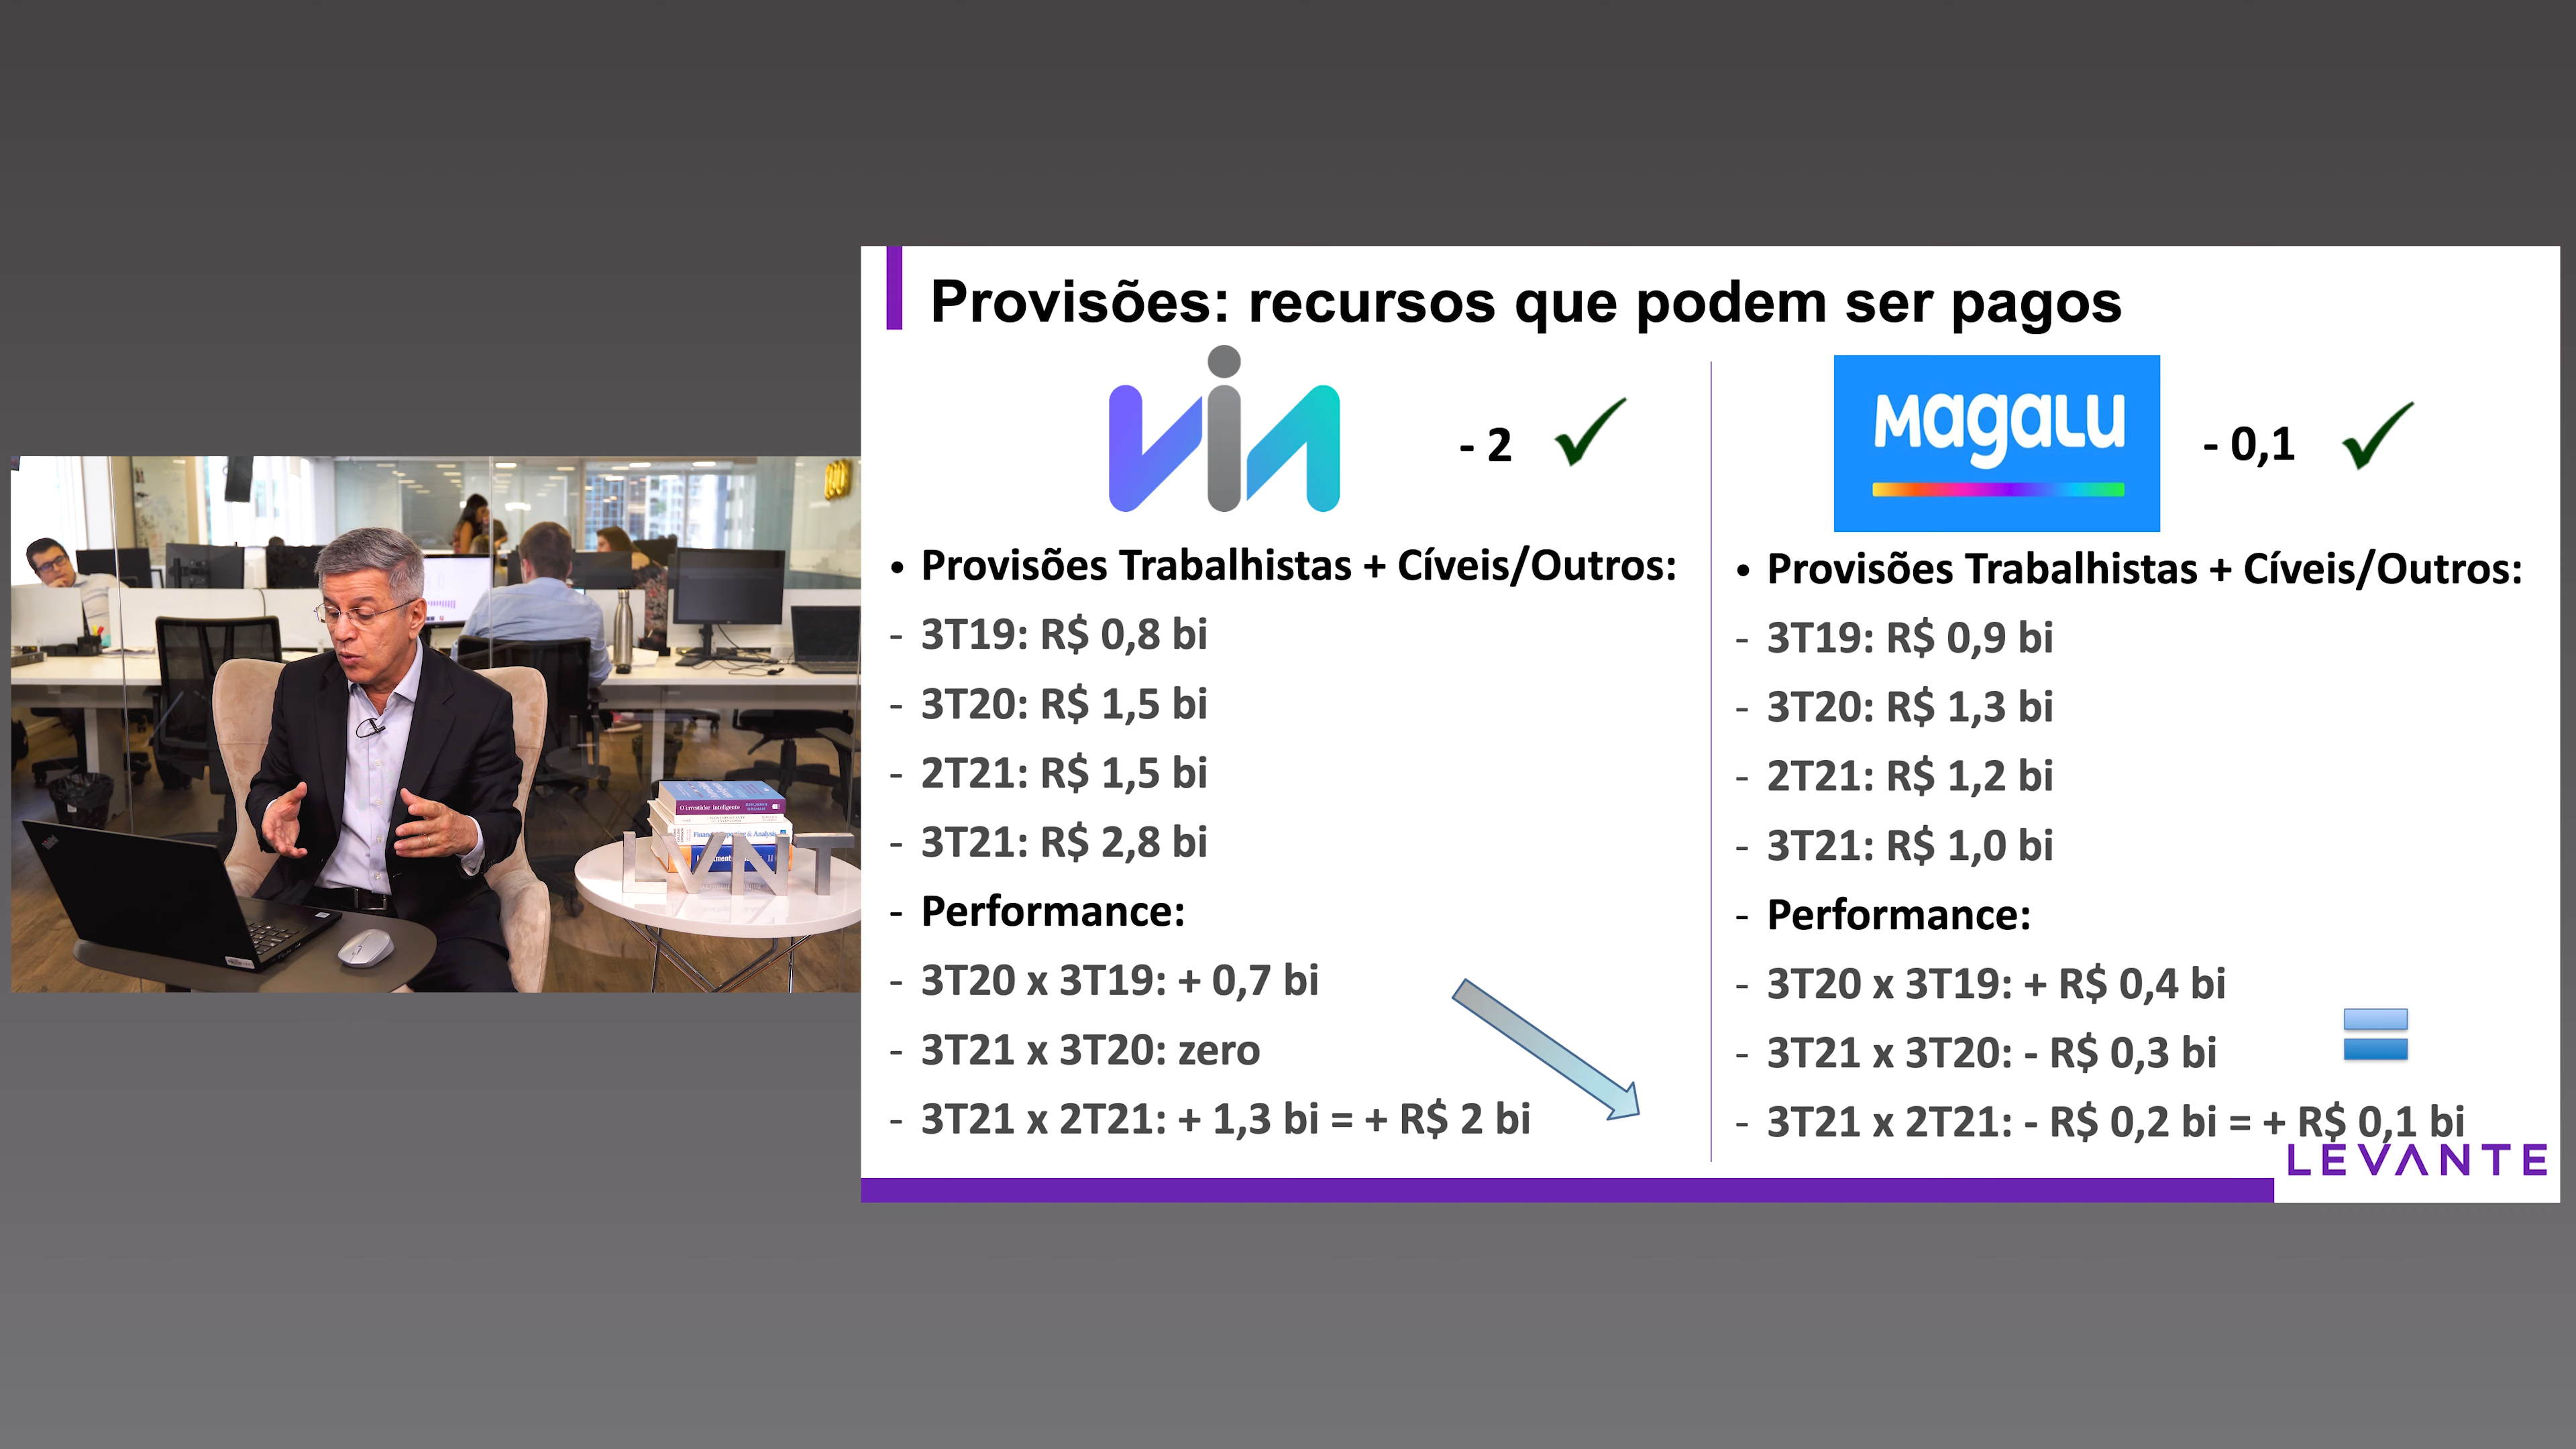 Provisões: recursos que podem ser pagos
via
- 2
Magalu
- 0,1
• Provisões Trabalhistas + Cíveis/Outros:
- 3T19: R$ 0,8 bi
- 3T20: R$ 1,5 bi
- 2T21: R$ 1,5 bi
- 3T21: R$ 2,8 bi
- Performance:
- 3T20 x 3T19: + 0,7 bi
- 3T21 x 3T20: zero
- 3T21 x 2T21: + 1,3 bi = + R$ 2 bi
• Provisões Trabalhistas + Cíveis/Outros:
- 3T19: R$ 0,9 bi
- 3T20: R$ 1,3 bi
- 2T21: R$ 1,2 bi
- 3T21: R$ 1,0 bi
- Performance:
- 3T20 x 3T19: + R$ 0,4 bi
- 3T21 x 3T20: - R$ 0,3 bi
- 3T21 x 2T21: - R$ 0,2 bi = + R$ 0,1 bi
LEVANTE
O investidor inteligente
LVNT